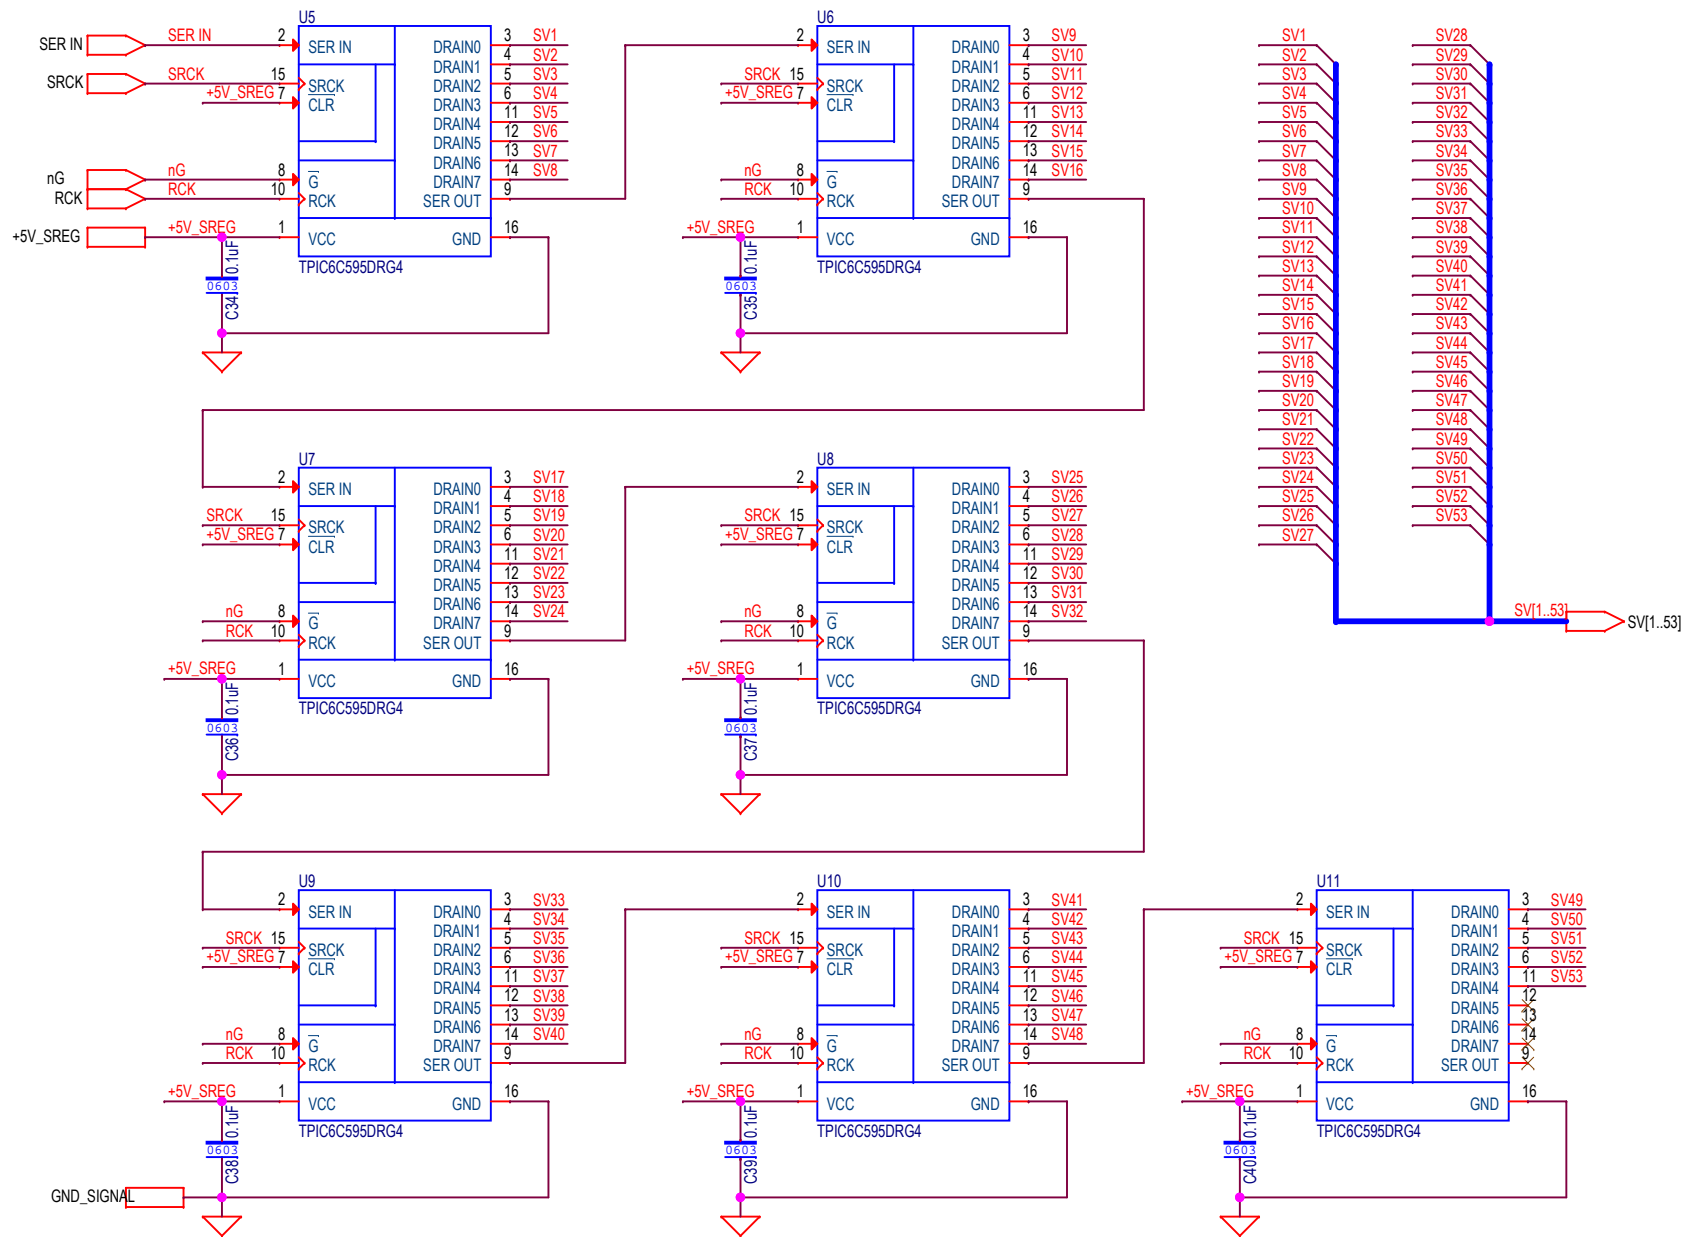 U5
SER IN
SER IN
2
SER IN
SRCK
SRCK
15
SRCK
+5V_SREG
7
CLR
nG
nG
8
G
RCK
RCK
10
RCK
+5V_SREG
+5V_SREG
1
VCC
DRAIN0
3
SV1
DRAIN1
4
SV2
DRAIN2
5
SV3
DRAIN3
6
SV4
DRAIN4
11
SV5
DRAIN5
12
SV6
DRAIN6
13
SV7
DRAIN7
14
SV8
SER OUT
9
GND
16
TPIC6C595DRG4
0.1uF
0603
C34
U6
2
SER IN
SRCK
15
SRCK
+5V_SREG
7
CLR
nG
8
G
RCK
10
RCK
+5V_SREG
1
VCC
DRAIN0
3
SV9
DRAIN1
4
SV10
DRAIN2
5
SV11
DRAIN3
6
SV12
DRAIN4
11
SV13
DRAIN5
12
SV14
DRAIN6
13
SV15
DRAIN7
14
SV16
SER OUT
9
GND
16
TPIC6C595DRG4
0.1uF
0603
C35
SV1
SV2
SV3
SV4
SV5
SV6
SV7
SV8
SV9
SV10
SV11
SV12
SV13
SV14
SV15
SV16
SV17
SV18
SV19
SV20
SV21
SV22
SV23
SV24
SV25
SV26
SV27
SV28
SV29
SV30
SV31
SV32
SV33
SV34
SV35
SV36
SV37
SV38
SV39
SV40
SV41
SV42
SV43
SV44
SV45
SV46
SV47
SV48
SV49
SV50
SV51
SV52
SV53
SV[1..53]
SV[1..53]
U7
2
SER IN
SRCK
15
SRCK
+5V_SREG
7
CLR
nG
8
G
RCK
10
RCK
+5V_SREG
1
VCC
DRAIN0
3
SV17
DRAIN1
4
SV18
DRAIN2
5
SV19
DRAIN3
6
SV20
DRAIN4
11
SV21
DRAIN5
12
SV22
DRAIN6
13
SV23
DRAIN7
14
SV24
SER OUT
9
GND
16
TPIC6C595DRG4
0.1uF
0603
C36
U8
2
SER IN
SRCK
15
SRCK
+5V_SREG
7
CLR
nG
8
G
RCK
10
RCK
+5V_SREG
1
VCC
DRAIN0
3
SV25
DRAIN1
4
SV26
DRAIN2
5
SV27
DRAIN3
6
SV28
DRAIN4
11
SV29
DRAIN5
12
SV30
DRAIN6
13
SV31
DRAIN7
14
SV32
SER OUT
9
GND
16
TPIC6C595DRG4
0.1uF
0603
C37
U9
2
SER IN
SRCK
15
SRCK
+5V_SREG
7
CLR
nG
8
G
RCK
10
RCK
+5V_SREG
1
VCC
DRAIN0
3
SV33
DRAIN1
4
SV34
DRAIN2
5
SV35
DRAIN3
6
SV36
DRAIN4
11
SV37
DRAIN5
12
SV38
DRAIN6
13
SV39
DRAIN7
14
SV40
SER OUT
9
GND
16
TPIC6C595DRG4
0.1uF
0603
C38
GND_SIGNAL
U10
2
SER IN
SRCK
15
SRCK
+5V_SREG
7
CLR
nG
8
G
RCK
10
RCK
+5V_SREG
1
VCC
DRAIN0
3
SV41
DRAIN1
4
SV42
DRAIN2
5
SV43
DRAIN3
6
SV44
DRAIN4
11
SV45
DRAIN5
12
SV46
DRAIN6
13
SV47
DRAIN7
14
SV48
SER OUT
9
GND
16
TPIC6C595DRG4
0.1uF
0603
C39
U11
2
SER IN
SRCK
15
SRCK
+5V_SREG
7
CLR
nG
8
G
RCK
10
RCK
+5V_SREG
1
VCC
DRAIN0
3
SV49
DRAIN1
4
SV50
DRAIN2
5
SV51
DRAIN3
6
SV52
DRAIN4
11
SV53
DRAIN5
12
DRAIN6
13
DRAIN7
14
SER OUT
9
GND
16
TPIC6C595DRG4
0.1uF
0603
C40